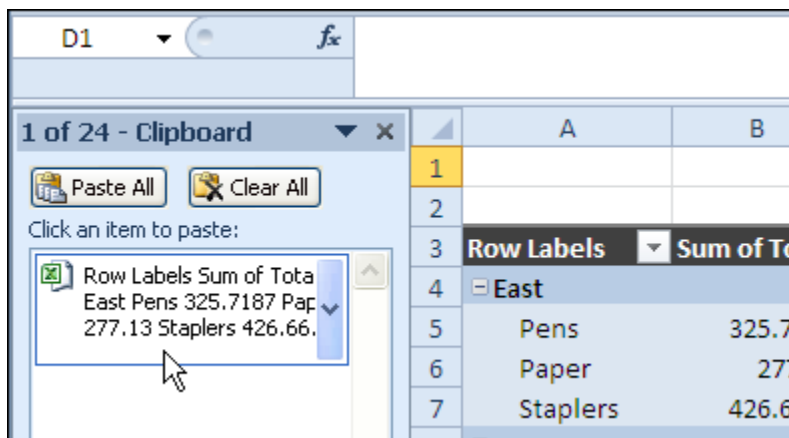 D1 fx
1 of 24 - Clipboard
Paste All Clear All
Click an item to paste:
Row Labels Sum of Tota
East Pens 325.7187 Pap
277.13 Staplers 426.66.
A B
1
2
3 Row Labels Sum of To
4 East
5 Pens 325.7
6 Paper 277
7 Staplers 426.6